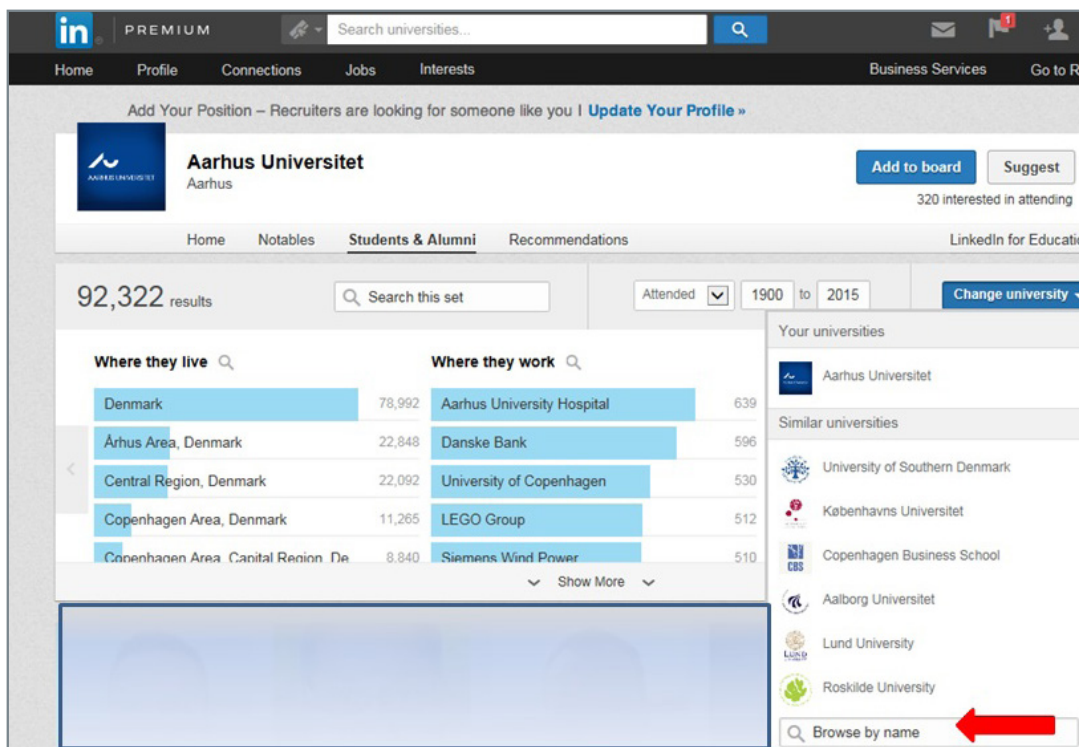 in PREMIUM Search universities... 1
Home Profile Connections Jobs Interests Business Services Go to R
Add Your Position – Recruiters are looking for someone like you I Update Your Profile »
AARHUS UNIVERSITET
Aarhus Universitet
Aarhus
Add to board Suggest
320 interested in attending
Home Notables Students & Alumni Recommendations LinkedIn for Educatio
92,322 results Search this set Attended 1900 to 2015 Change university
Where they live
Denmark 78,992
Århus Area, Denmark 22,848
Central Region, Denmark 22,092
Copenhagen Area, Denmark 11,265
Copenhagen Area, Capital Region, De 8,840
Where they work
Aarhus University Hospital 639
Danske Bank 596
University of Copenhagen 530
LEGO Group 512
Siemens Wind Power 510
Show More
Your universities
Aarhus Universitet
Similar universities
University of Southern Denmark
Københavns Universitet
CBS Copenhagen Business School
Aalborg Universitet
LUND Lund University
Roskilde University
Browse by name